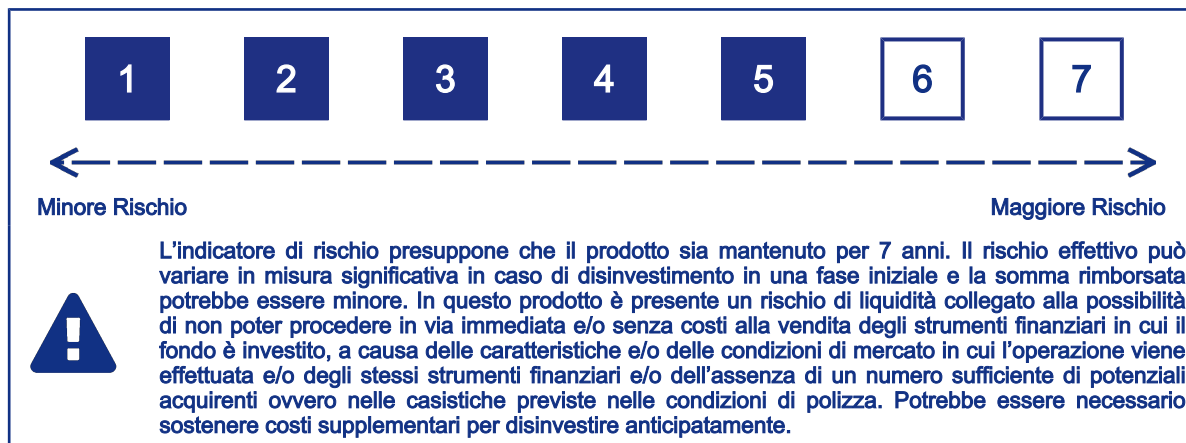 1 2 3 4 5 6 7
Minore Rischio Maggiore Rischio
L'indicatore di rischio presuppone che il prodotto sia mantenuto per 7 anni. Il rischio effettivo può
variare in misura significativa in caso di disinvestimento in una fase iniziale e la somma rimborsata
potrebbe essere minore. In questo prodotto è presente un rischio di liquidità collegato alla possibilità
di non poter procedere in via immediata e/o senza costi alla vendita degli strumenti finanziari in cui il
fondo è investito, a causa delle caratteristiche e/o delle condizioni di mercato in cui l'operazione viene
effettuata e/o degli stessi strumenti finanziari e/o dell'assenza di un numero sufficiente di potenziali
acquirenti ovvero nelle casistiche previste nelle condizioni di polizza. Potrebbe essere necessario
sostenere costi supplementari per disinvestire anticipatamente.